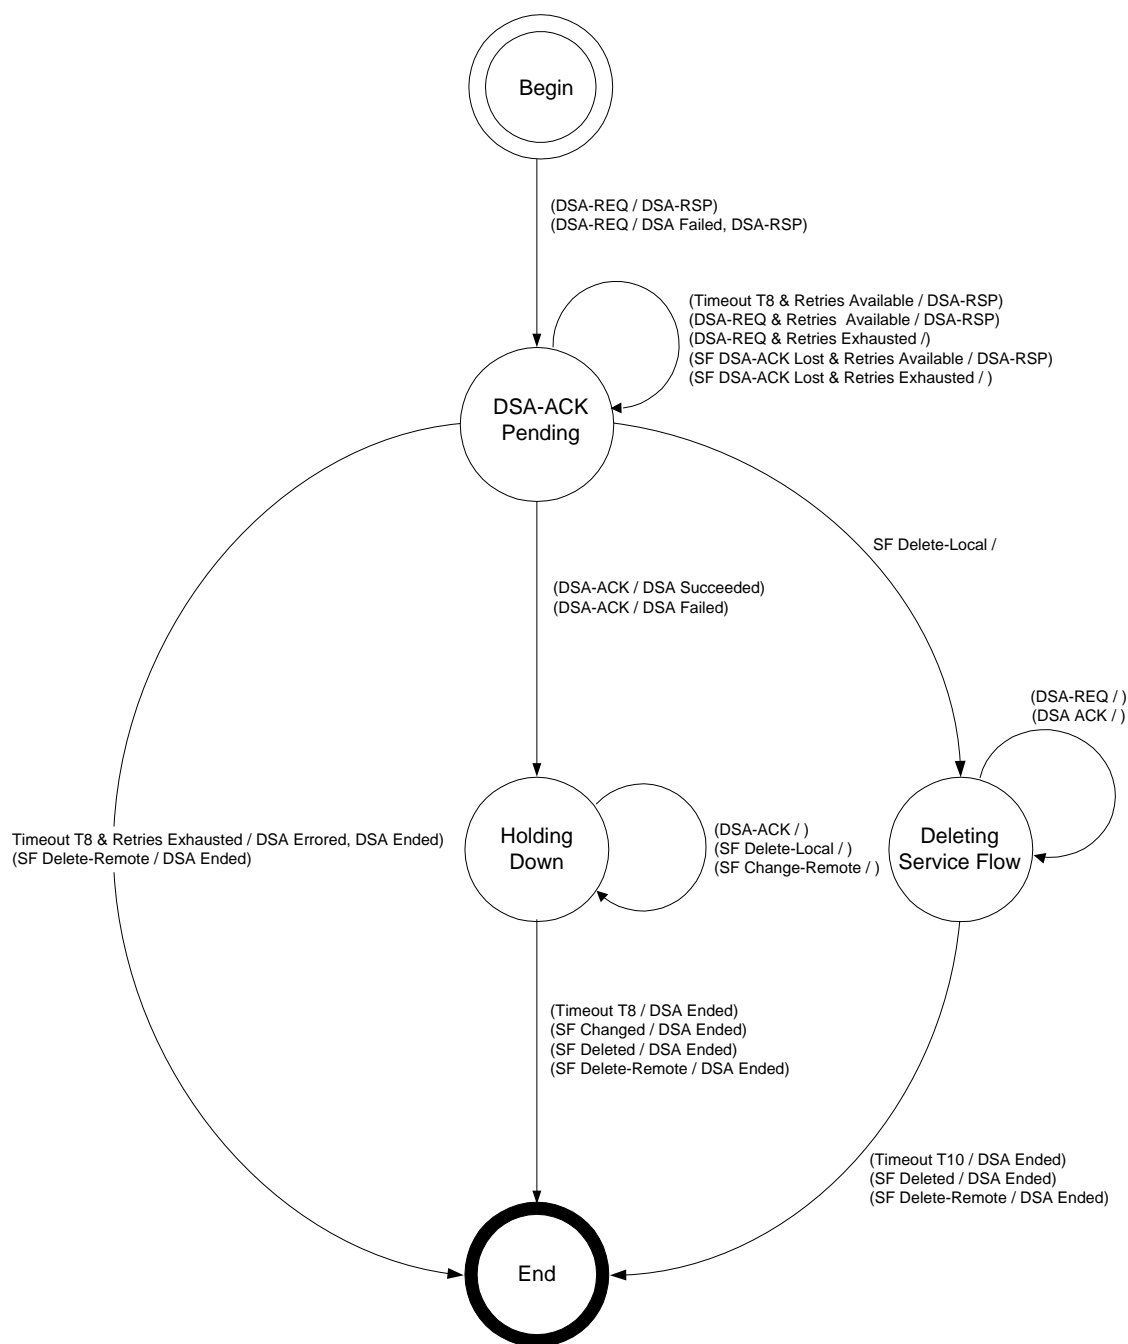 Begin
(DSA-REQ / DSA-RSP)
(DSA-REQ / DSA Failed, DSA-RSP)
(Timeout T8 & Retries Available / DSA-RSP)
(DSA-REQ & Retries  Available / DSA-RSP)
(DSA-REQ & Retries Exhausted /)
(SF DSA-ACK Lost & Retries Available / DSA-RSP)
(SF DSA-ACK Lost & Retries Exhausted / )
DSA-ACK
Pending
SF Delete-Local /
(DSA-ACK / DSA Succeeded)
(DSA-ACK / DSA Failed)
(DSA-REQ / )
(DSA ACK / )
Timeout T8 & Retries Exhausted / DSA Errored, DSA Ended)
(SF Delete-Remote / DSA Ended)
Holding
Down
(DSA-ACK / )
(SF Delete-Local / )
(SF Change-Remote / )
Deleting
Service Flow
(Timeout T8 / DSA Ended)
(SF Changed / DSA Ended)
(SF Deleted / DSA Ended)
(SF Delete-Remote / DSA Ended)
(Timeout T10 / DSA Ended)
(SF Deleted / DSA Ended)
(SF Delete-Remote / DSA Ended)
End